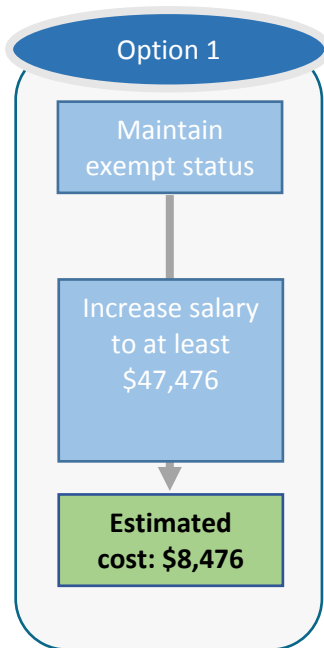 Option 1
Maintain
exempt status
Increase salary
to at least
$47,476
Estimated
cost: $8,476